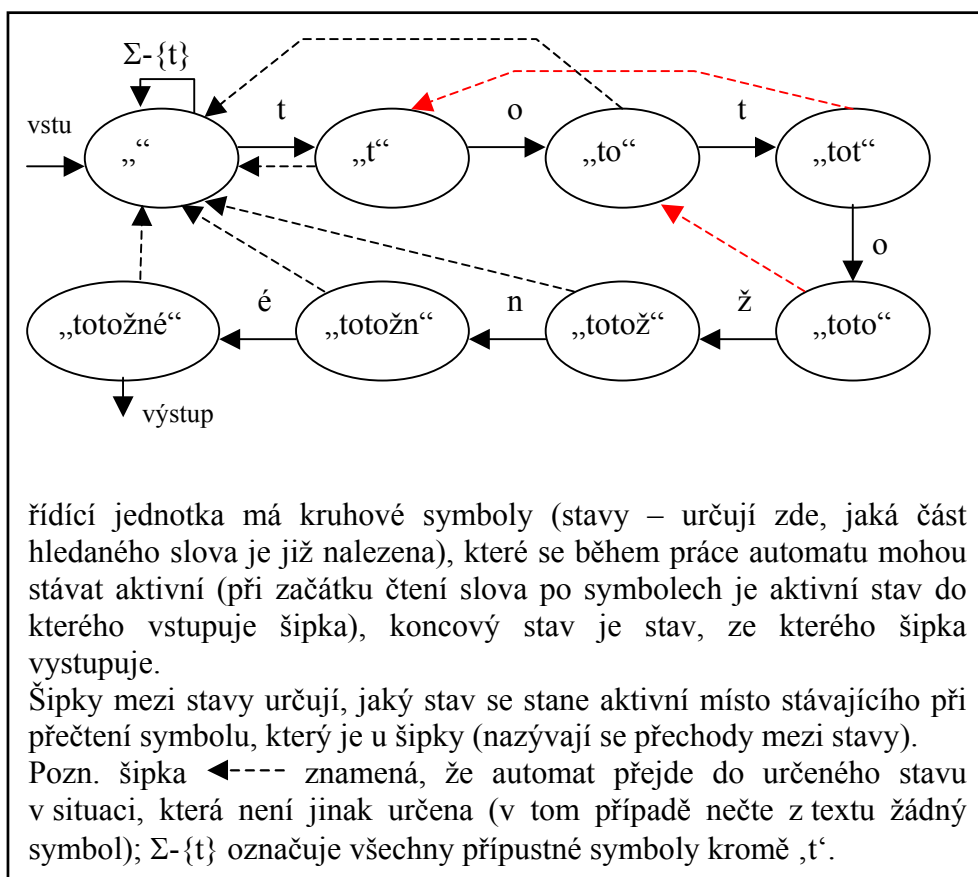 Σ-{t}
vstu
t
o
t
„“
„t“
„to“
„tot“
o
é
n
ž
„totožné“
„totožn“
„totož“
„toto“
výstup
řídící jednotka má kruhové symboly (stavy – určují zde, jaká část
hledaného slova je již nalezena), které se během práce automatu mohou
stávat aktivní (při začátku čtení slova po symbolech je aktivní stav do
kterého vstupuje šipka), koncový stav je stav, ze kterého šipka
vystupuje.
Šipky mezi stavy určují, jaký stav se stane aktivní místo stávajícího při
přečtení symbolu, který je u šipky (nazývají se přechody mezi stavy).
Pozn. šipka znamená, že automat přejde do určeného stavu
v situaci, která není jinak určena (v tom případě nečte z textu žádný
symbol); Σ-{t} označuje všechny přípustné symboly kromě ‚t‘.